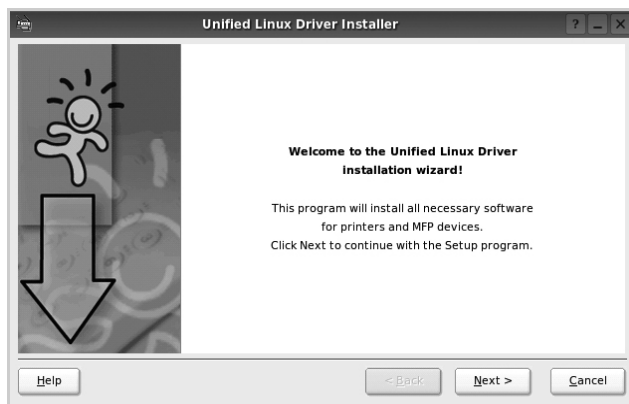 Unified Linux Driver Installer
Welcome to the Unified Linux Driver
installation wizard!
This program will install all necessary software
for printers and MFP devices.
Click Next to continue with the Setup program.
Help
< Back
Next >
Cancel